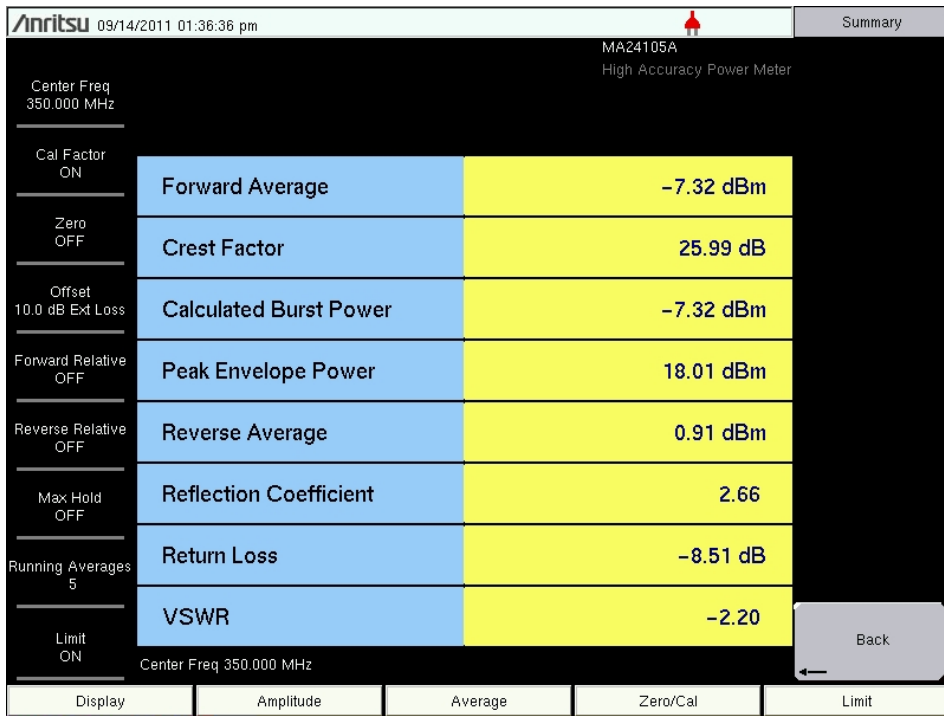 Anritsu 09/14/2011 01:36:36 pm
Summary
MA24105A
High Accuracy Power Meter
Center Freq
350.000 MHz
Cal Factor
ON
Zero
OFF
Offset
10.0 dB Ext Loss
Forward Relative
OFF
Reverse Relative
OFF
Max Hold
OFF
Running Averages
5
Limit
ON
Forward Average -7.32 dBm
Crest Factor 25.99 dB
Calculated Burst Power -7.32 dBm
Peak Envelope Power 18.01 dBm
Reverse Average 0.91 dBm
Reflection Coefficient 2.66
Return Loss -8.51 dB
VSWR -2.20
Center Freq 350.000 MHz
Back
Display Amplitude Average Zero/Cal Limit